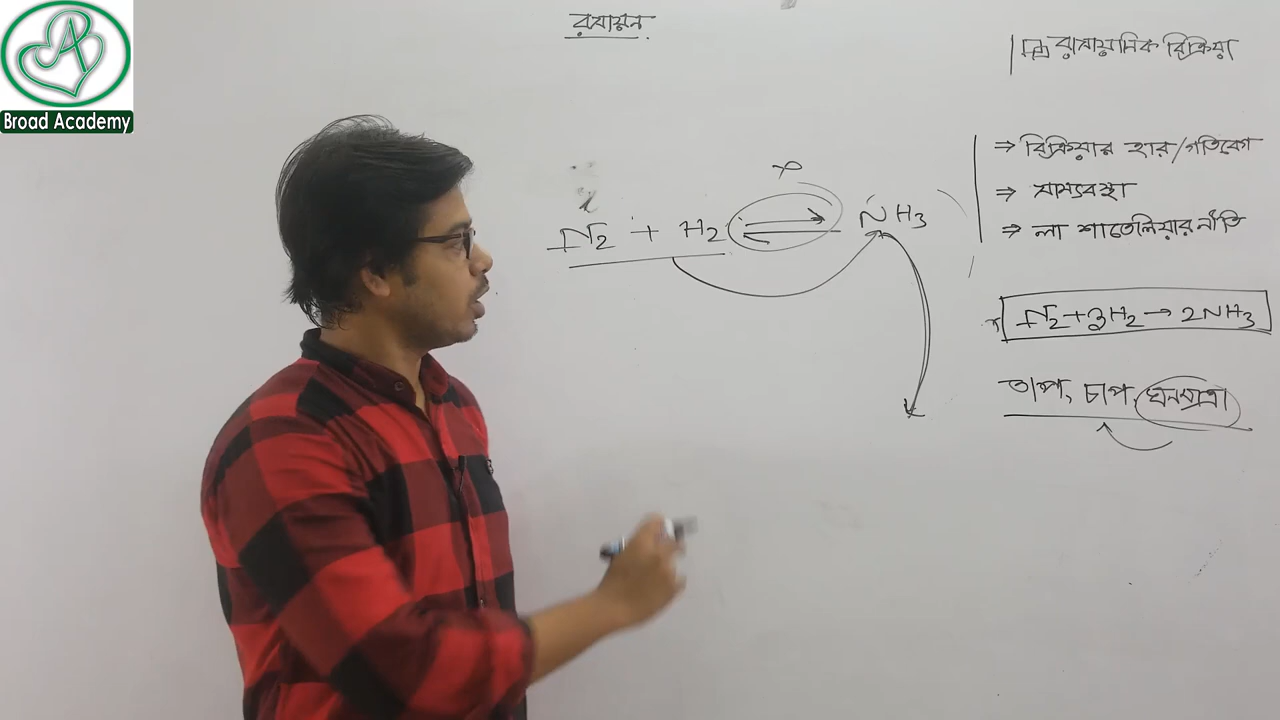 Broad Academy
রসায়ন
রাসায়নিক বিক্রিয়া
⇒ বিক্রিয়ার হার/গতিবেগ
⇒ সাম্যবস্থা
⇒ লা শাতেলিয়ার নীতি
N₂ + H₂ ⇌ NH₃
N₂+3H₂→2NH₃
তাপ, চাপ, ঘনমাত্রা